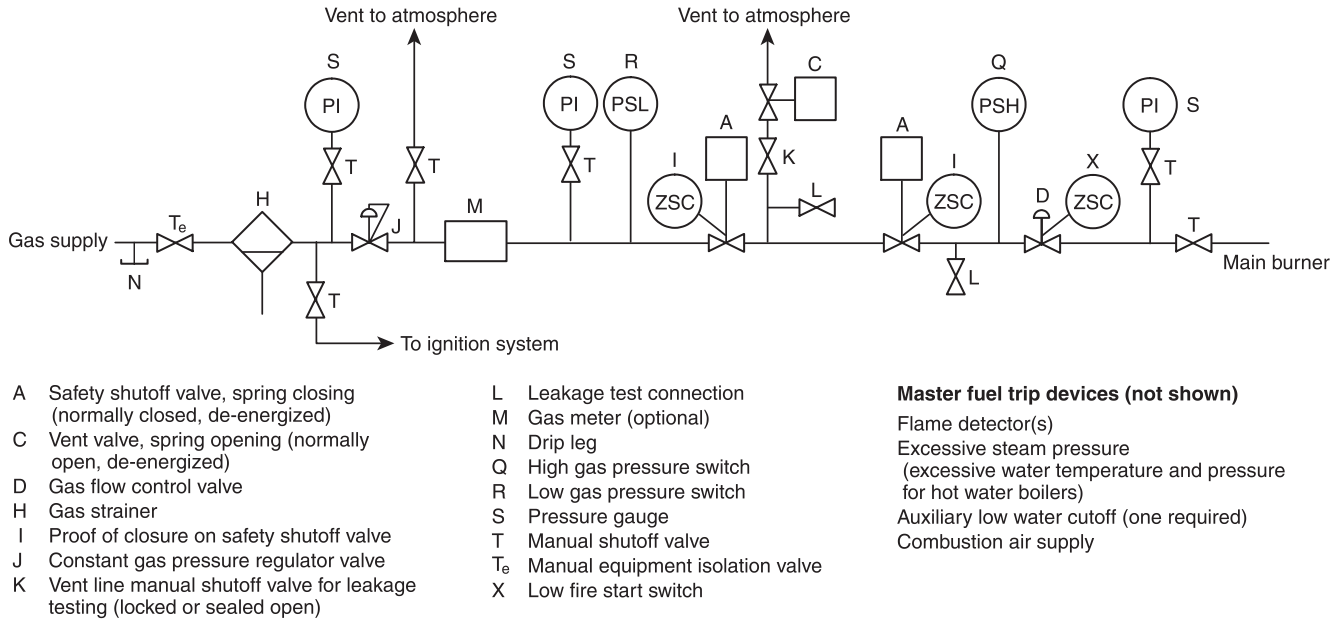 Vent to atmosphere
Vent to atmosphere
S
PI
T
T
S
PI
T
R
PSL
C
A
K
I
ZSC
L
A
I
ZSC
Q
PSH
PI
S
T
X
ZSC
D
H
Te
J
M
Gas supply
N
T
L
T
Main burner
To ignition system
A Safety shutoff valve, spring closing
(normally closed, de-energized)
C Vent valve, spring opening (normally
open, de-energized)
D Gas flow control valve
H Gas strainer
I Proof of closure on safety shutoff valve
J Constant gas pressure regulator valve
K Vent line manual shutoff valve for leakage
testing (locked or sealed open)
L Leakage test connection
M Gas meter (optional)
N Drip leg
Q High gas pressure switch
R Low gas pressure switch
S Pressure gauge
T Manual shutoff valve
Te Manual equipment isolation valve
X Low fire start switch
Master fuel trip devices (not shown)
Flame detector(s)
Excessive steam pressure
(excessive water temperature and pressure
for hot water boilers)
Auxiliary low water cutoff (one required)
Combustion air supply